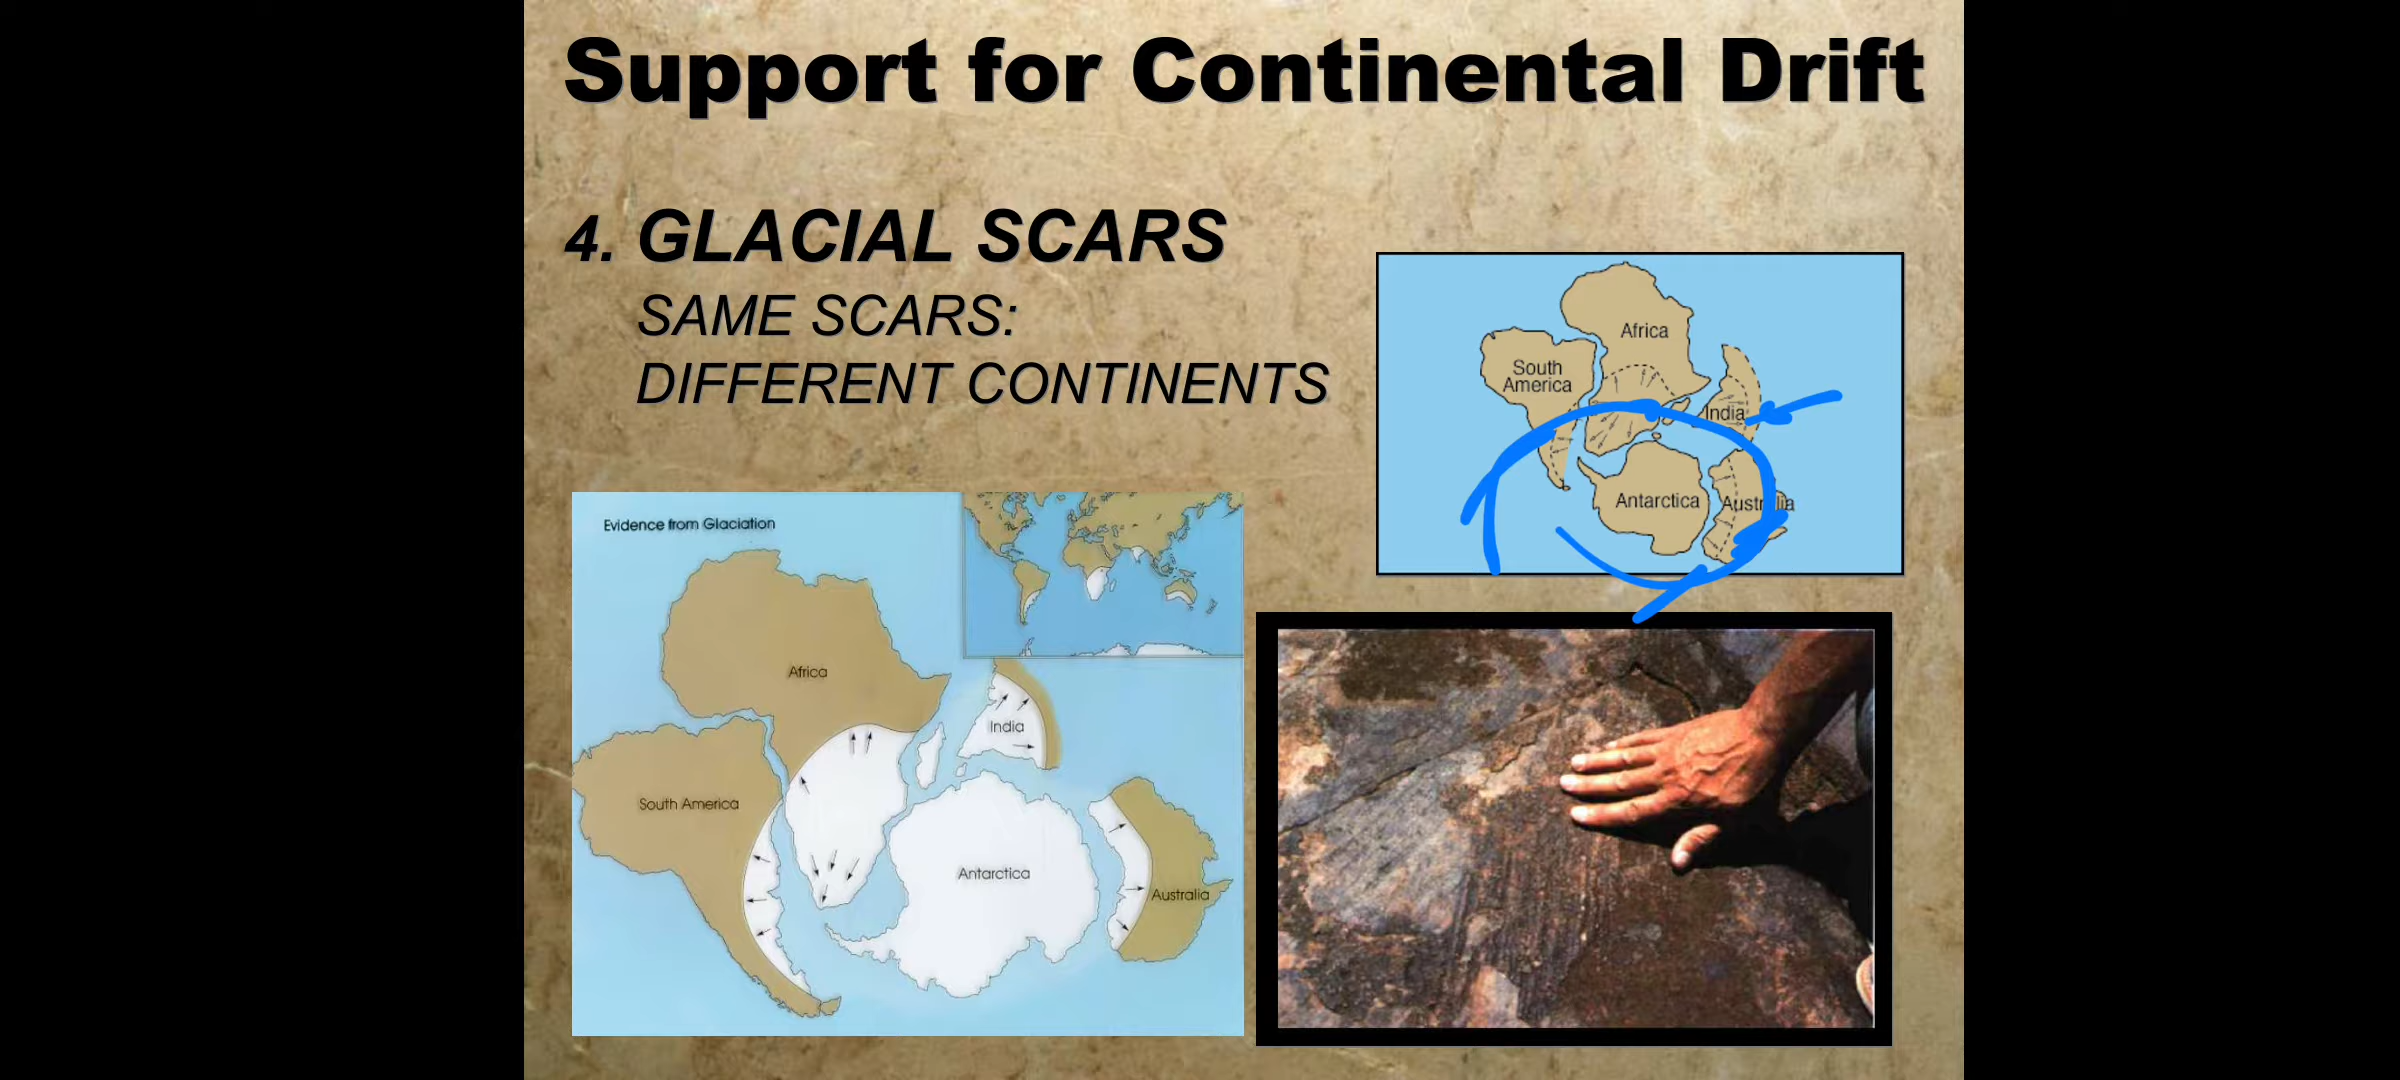 Support for Continental Drift
4. GLACIAL SCARS
SAME SCARS:
DIFFERENT CONTINENTS
Africa
South
America
India
Antarctica
Australia
Evidence from Glaciation
Africa
India
South America
Antarctica
Australia